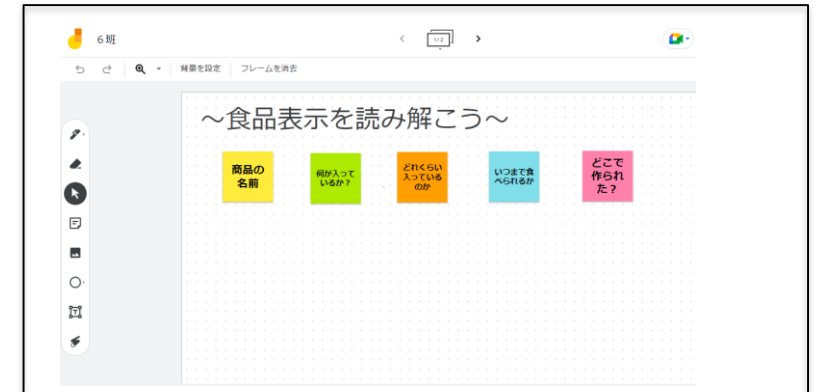 6班
1/2
背景を設定 フレームを消去
～食品表示を読み解こう～
商品の
名前
何が入って
いるか？
どれくらい
入っている
のか
いつまで食
べられるか
どこで
作られ
た？